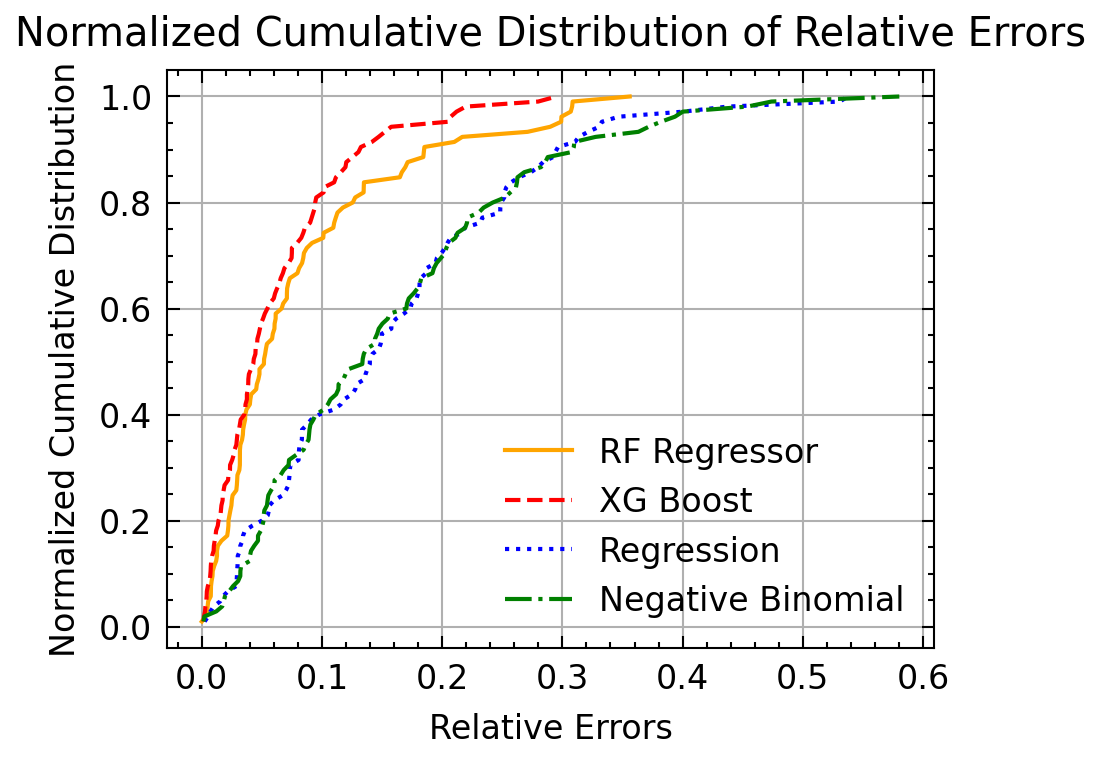 Normalized Cumulative Distribution of Relative Errors
Normalized Cumulative Distribution
1.0
0.8
0.6
0.4
0.2
0.0
RF Regressor
XG Boost
Regression
Negative Binomial
0.0 0.1 0.2 0.3 0.4 0.5 0.6
Relative Errors